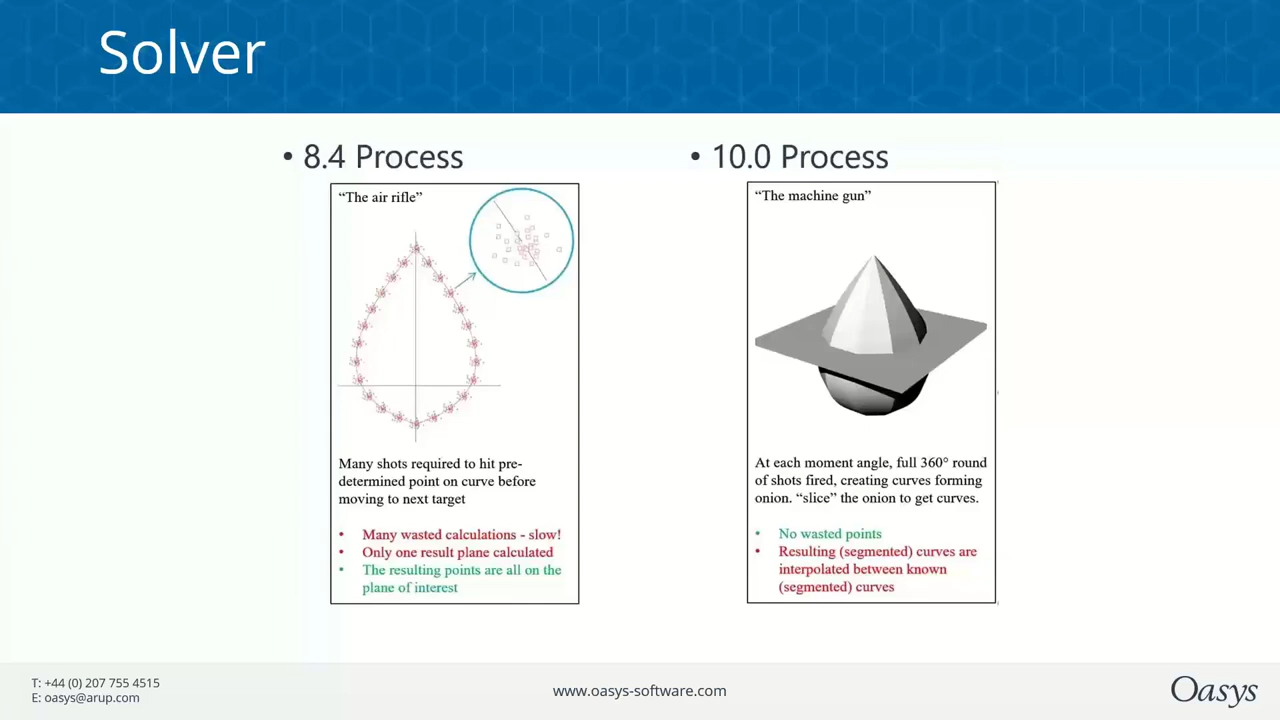 Solver
• 8.4 Process
“The air rifle”
Many shots required to hit pre-
determined point on curve before
moving to next target
• Many wasted calculations - slow!
• Only one result plane calculated
• The resulting points are all on the
plane of interest
• 10.0 Process
“The machine gun”
At each moment angle, full 360° round
of shots fired, creating curves forming
onion. “slice” the onion to get curves.
• No wasted points
• Resulting (segmented) curves are
interpolated between known
(segmented) curves
T: +44 (0) 207 755 4515
E: oasys@arup.com
www.oasys-software.com
Oasys